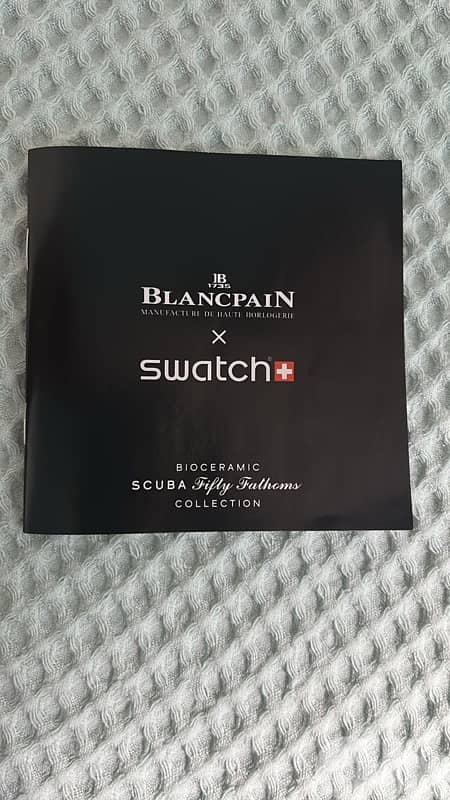 JB
1735
BLANCPAIN
MANUFACTURE DE HAUTE HORLOGERIE
×
swatch
BIOCERAMIC
SCUBA Fifty Fathoms
COLLECTION